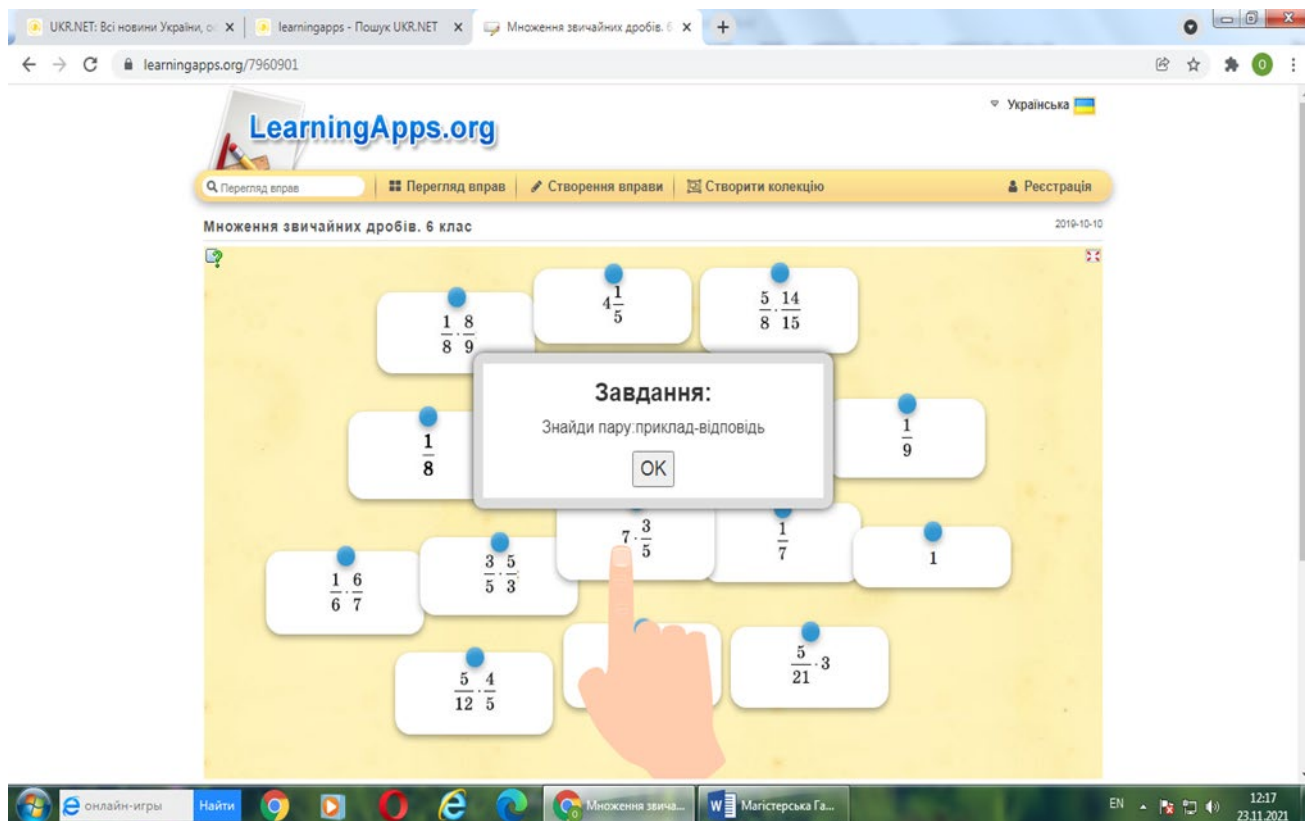 UKR.NET: Всі новини України, о
learningapps - Пошук UKR.NET
Множення звичайних дробів. 6
learningapps.org/7960901
О
Українська
LearningApps.org
Перегляд вправ
Перегляд вправ
Створення вправи
Створити колекцію
Реєстрація
Множення звичайних дробів. 6 клас
2019-10-10
1/8 · 8/9
4 1/5
5/8 · 14/15
Завдання:
Знайди пару:приклад-відповідь
OK
1/8
1/9
1/6 · 6/7
3/5 · 5/3
7 · 3/5
1/7
1
5/12 · 4/5
5/21 · 3
онлайн-игры
Найти
Множення звича...
Магістерська Га...
EN
12:17
23.11.2021